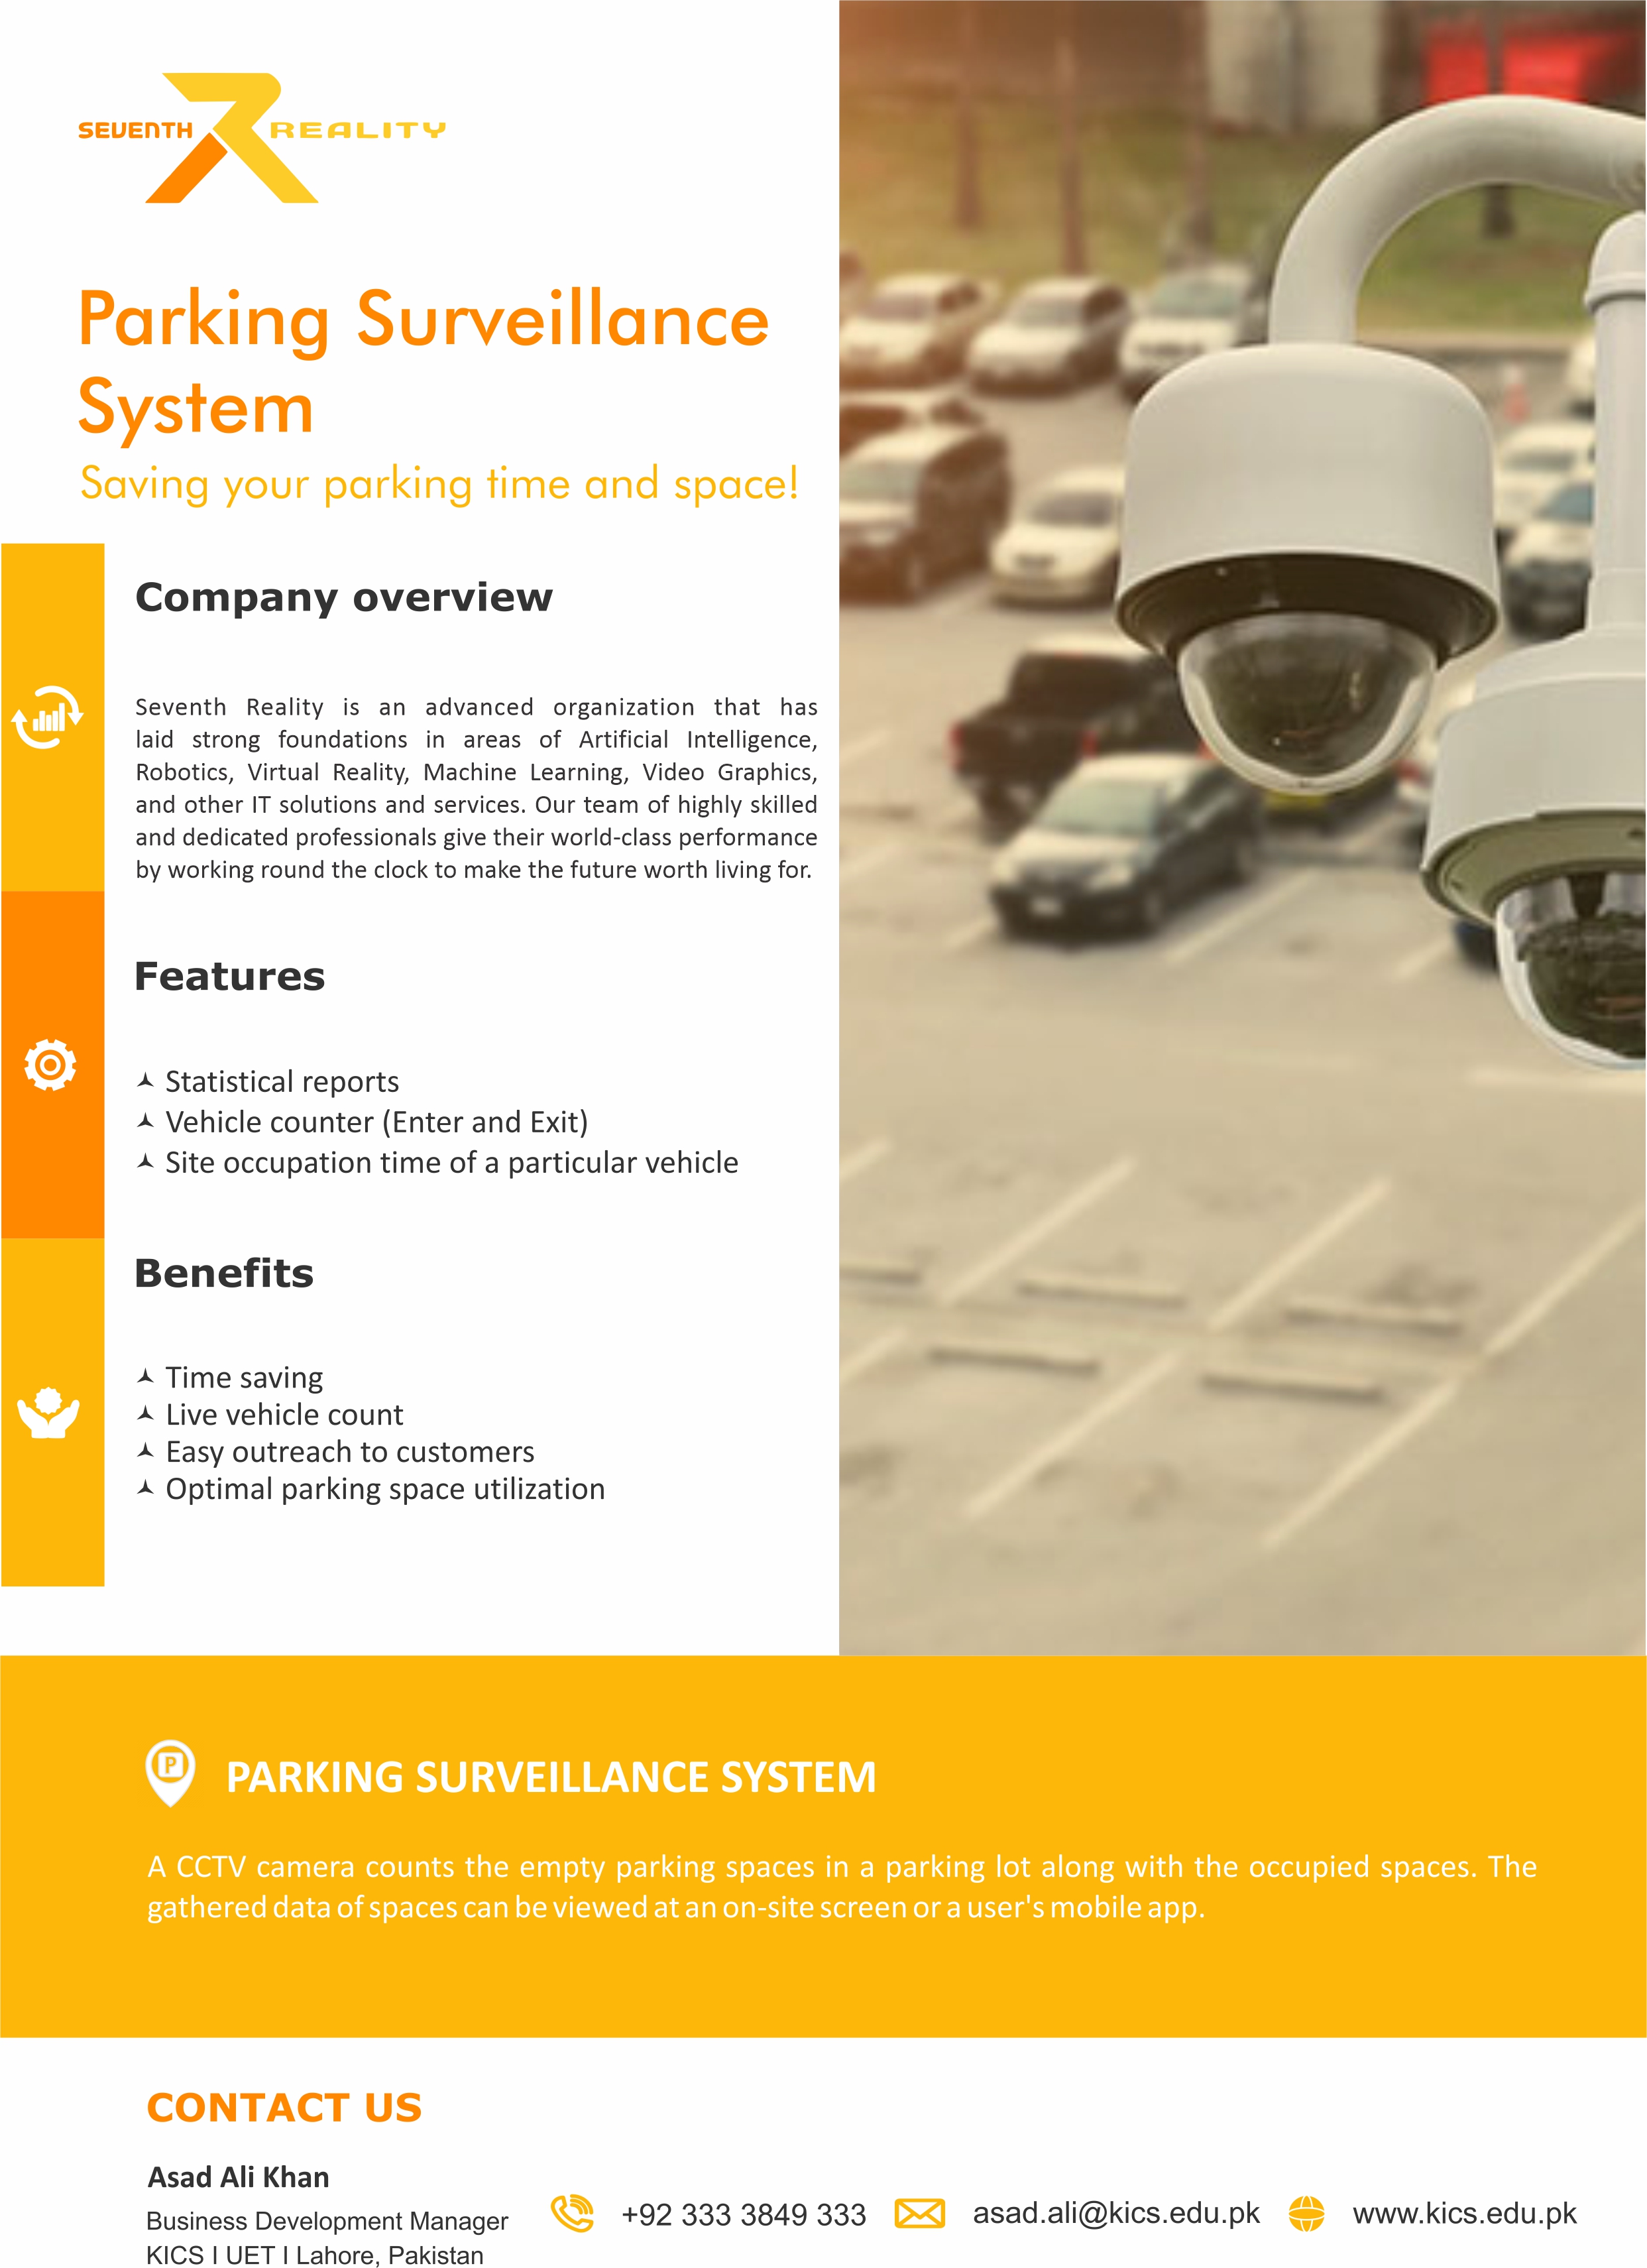 SEVENTH REALITY
Parking Surveillance
System
Saving your parking time and space!
Company overview
Seventh Reality is an advanced organization that has
laid strong foundations in areas of Artificial Intelligence,
Robotics, Virtual Reality, Machine Learning, Video Graphics,
and other IT solutions and services. Our team of highly skilled
and dedicated professionals give their world-class performance
by working round the clock to make the future worth living for.
Features
Statistical reports
Vehicle counter (Enter and Exit)
Site occupation time of a particular vehicle
Benefits
Time saving
Live vehicle count
Easy outreach to customers
Optimal parking space utilization
P
PARKING SURVEILLANCE SYSTEM
A CCTV camera counts the empty parking spaces in a parking lot along with the occupied spaces. The
gathered data of spaces can be viewed at an on-site screen or a user's mobile app.
CONTACT US
Asad Ali Khan
Business Development Manager
KICS I UET I Lahore, Pakistan
+92 333 3849 333
asad.ali@kics.edu.pk
www.kics.edu.pk